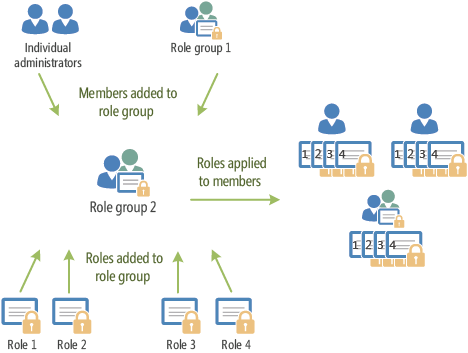 Individual
administrators
Role group 1
Members added to
role group
1 2 3 4
1 2 3 4
Roles applied
to members
Role group 2
1 2 3 4
Roles added to
role group
Role 1
Role 2
Role 3
Role 4